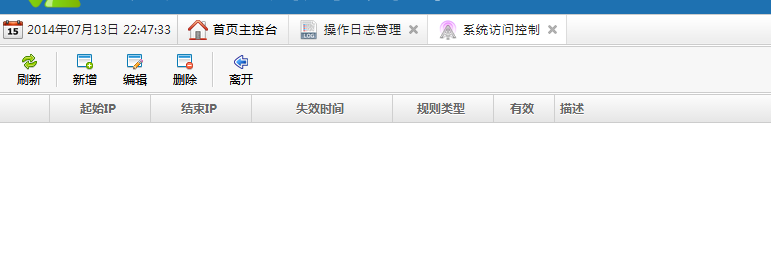 15 2014年07月13日 22:47:33 首页主控台 LOG 操作日志管理 系统访问控制
刷新 新增 编辑 删除 离开
起始IP 结束IP 失效时间 规则类型 有效 描述